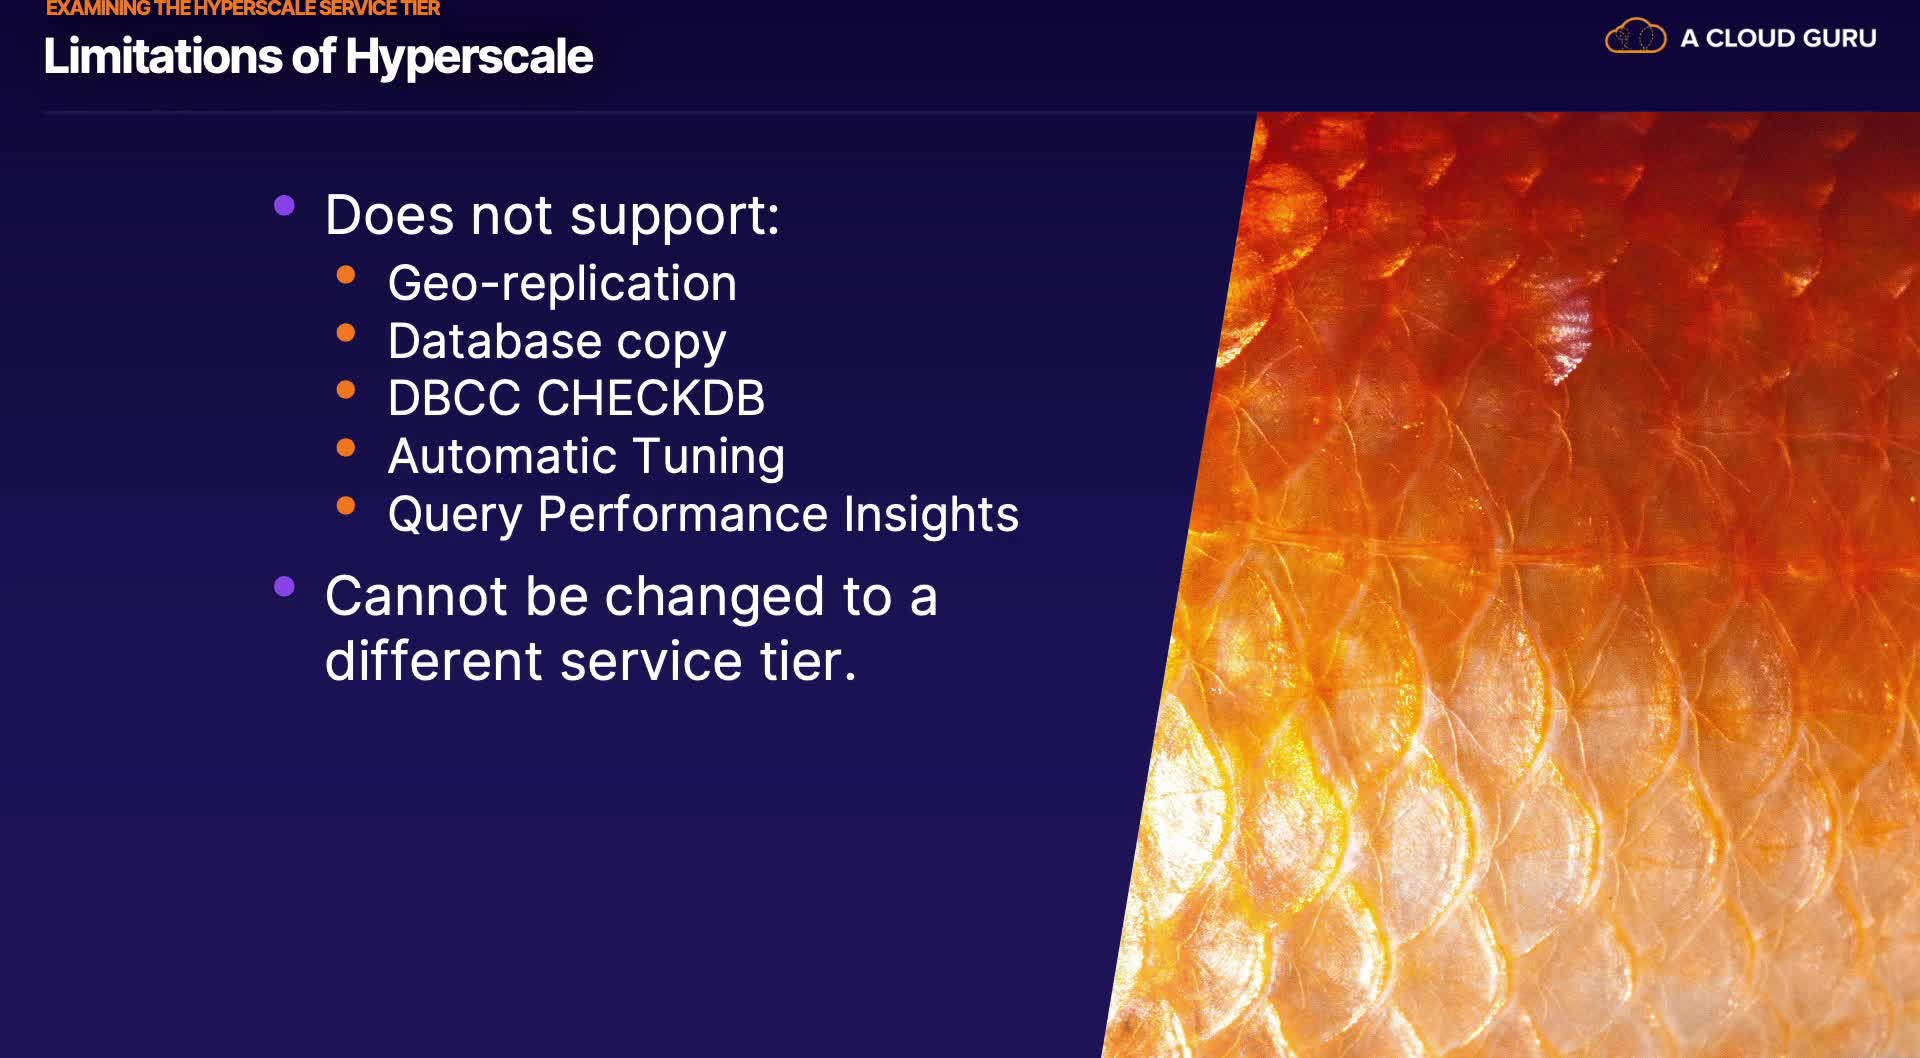 EXAMINING THE HYPERSCALE SERVICE TIER
Limitations of Hyperscale
A CLOUD GURU
Does not support:
Geo-replication
Database copy
DBCC CHECKDB
Automatic Tuning
Query Performance Insights
Cannot be changed to a
different service tier.